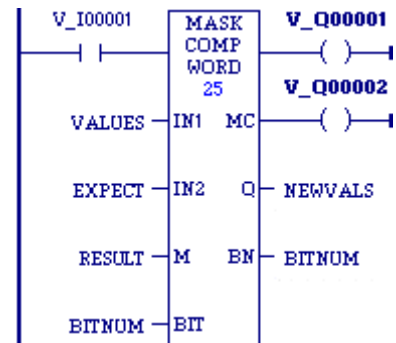 V_I00001 MASK V_Q00001
COMP
WORD
25 V_Q00002
VALUES IN1 MC
EXPECT IN2 Q NEWVALS
RESULT M BN BITNUM
BITNUM BIT